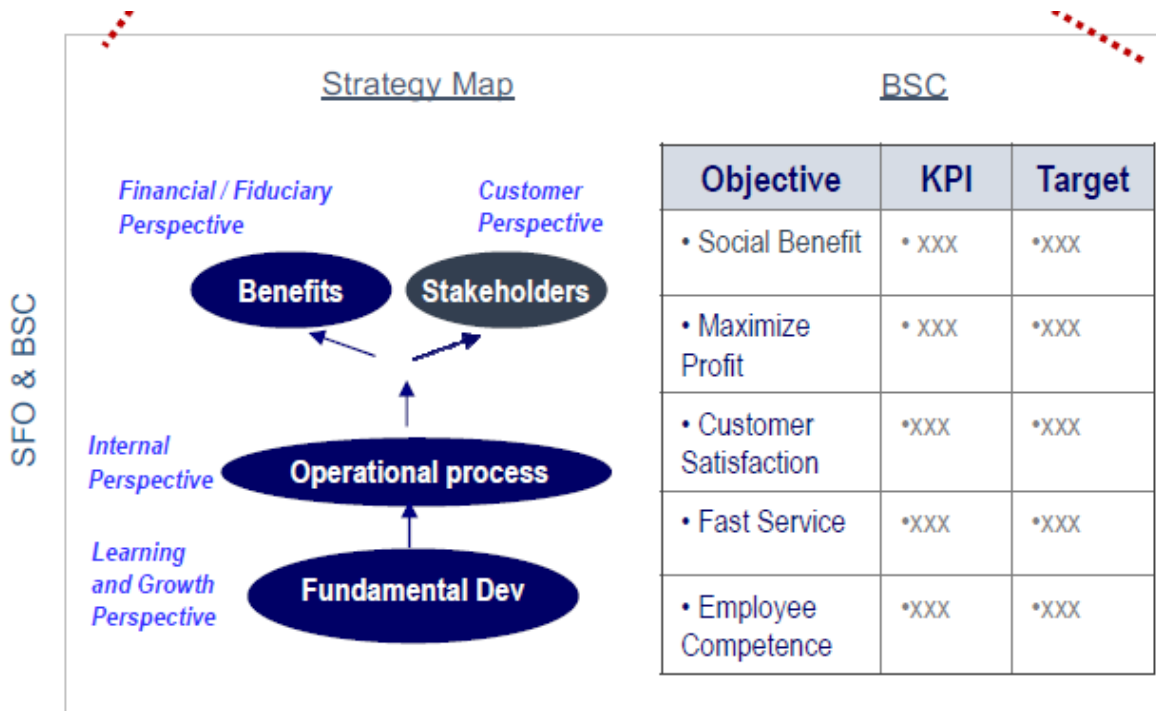 SFO & BSC
Strategy Map
Financial / Fiduciary
Perspective
Customer
Perspective
Benefits
Stakeholders
Internal
Perspective
Operational process
Learning
and Growth
Perspective
Fundamental Dev
BSC
Objective KPI Target
• Social Benefit • xxx •xxx
• Maximize
Profit • xxx •xxx
• Customer
Satisfaction •xxx •xxx
• Fast Service •xxx •xxx
• Employee
Competence •xxx •xxx